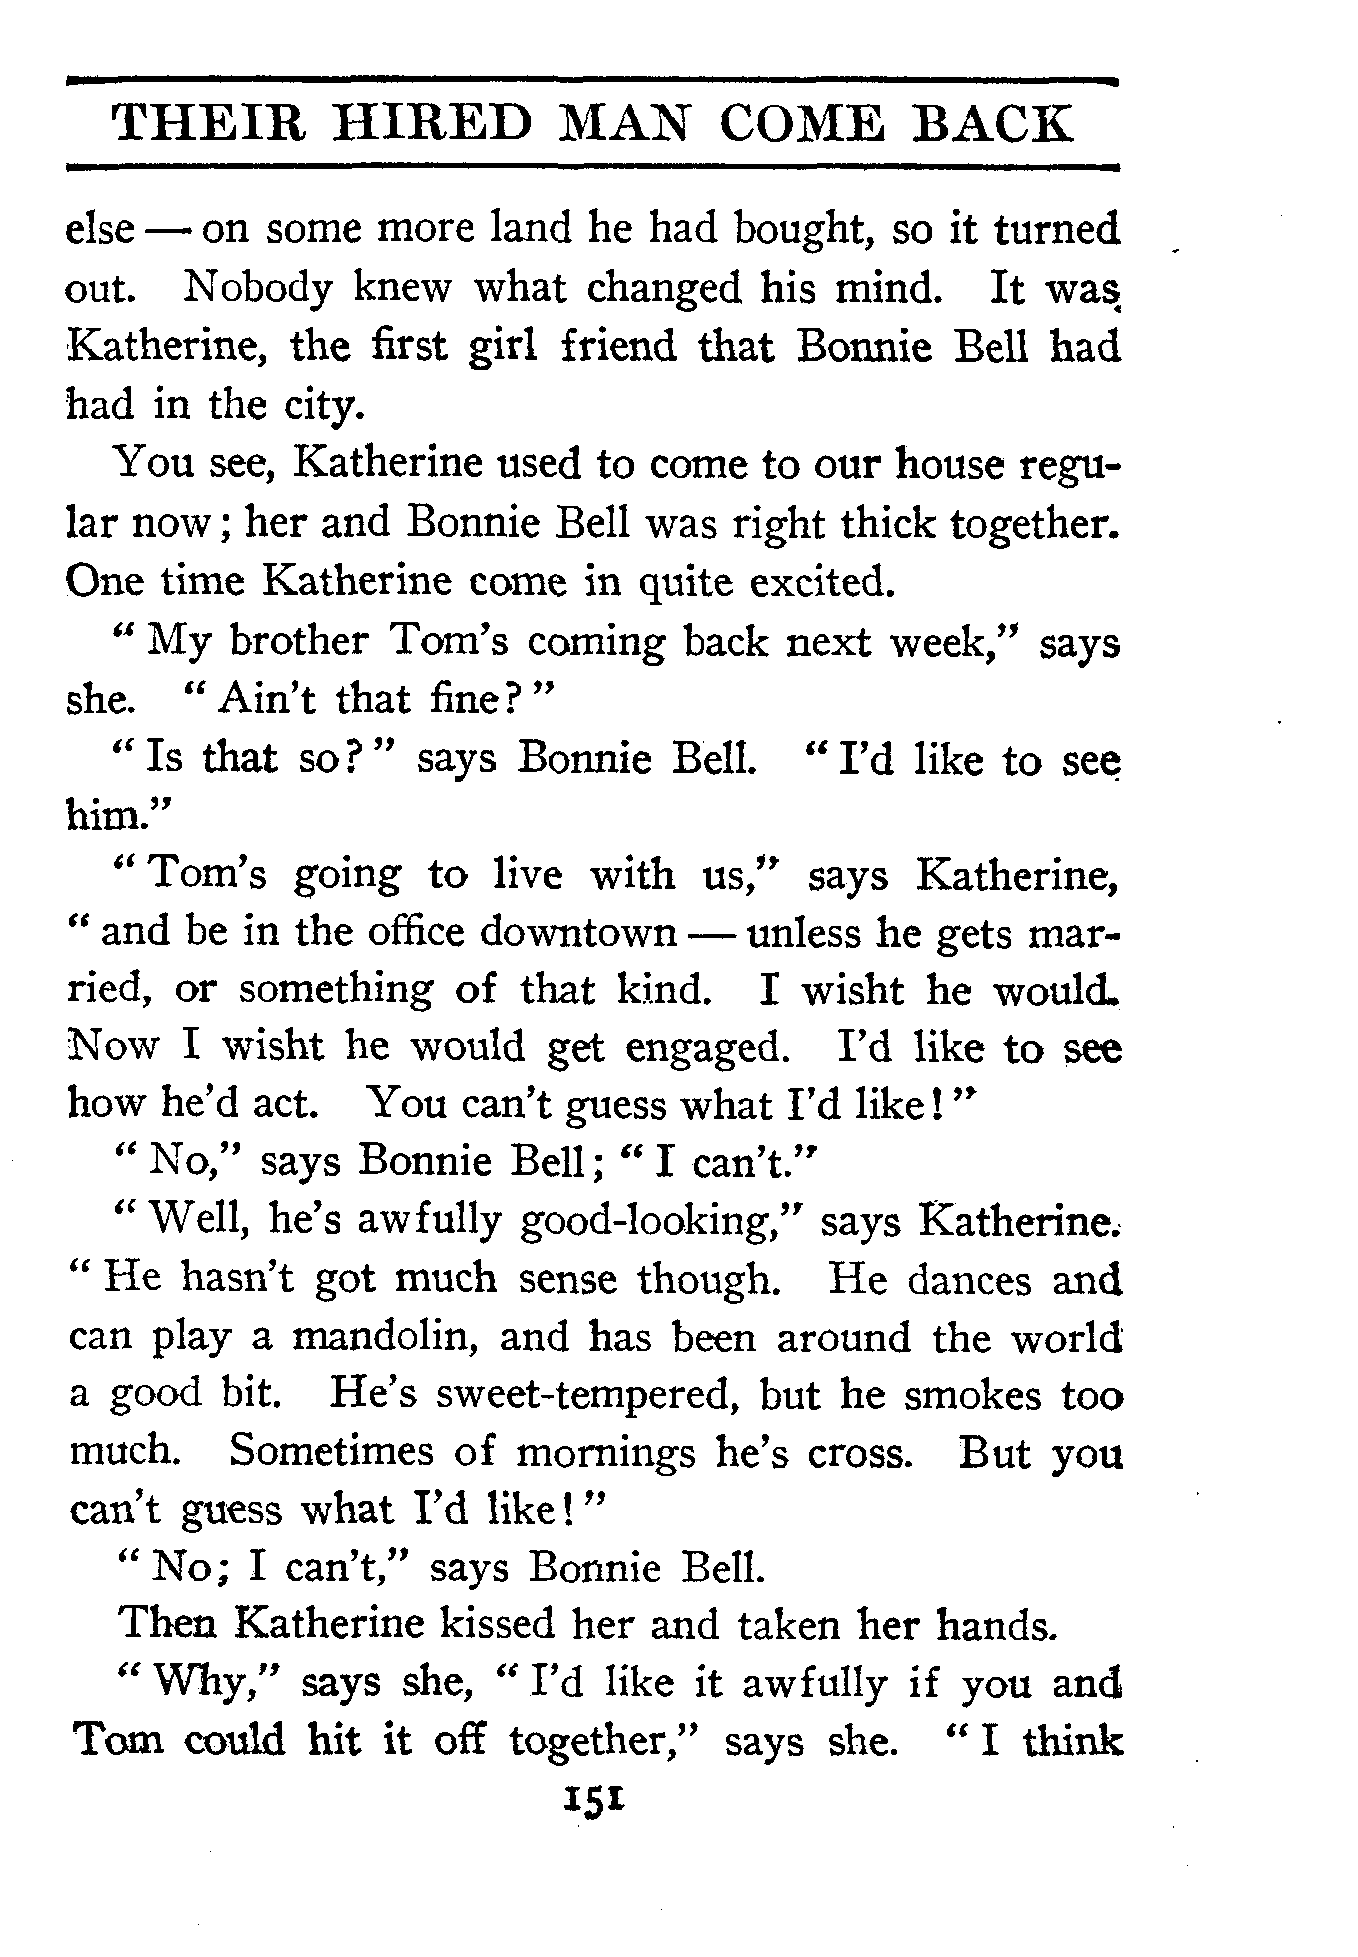 THEIR HIRED MAN COME BACK
else — on some more land he had bought, so it turned
out. Nobody knew what changed his mind. It was
Katherine, the first girl friend that Bonnie Bell had
had in the city.
You see, Katherine used to come to our house regu-
lar now; her and Bonnie Bell was right thick together.
One time Katherine come in quite excited.
" My brother Tom's coming back next week," says
she. " Ain't that fine? "
" Is that so? " says Bonnie Bell. " I'd like to see
him."
" Tom's going to live with us," says Katherine,
" and be in the office downtown — unless he gets mar-
ried, or something of that kind. I wisht he would.
Now I wisht he would get engaged. I'd like to see
how he'd act. You can't guess what I'd like! "
" No," says Bonnie Bell; " I can't."
" Well, he's awfully good-looking," says Katherine.
" He hasn't got much sense though. He dances and
can play a mandolin, and has been around the world
a good bit. He's sweet-tempered, but he smokes too
much. Sometimes of mornings he's cross. But you
can't guess what I'd like! "
" No; I can't," says Bonnie Bell.
Then Katherine kissed her and taken her hands.
" Why," says she, " I'd like it awfully if you and
Tom could hit it off together," says she. " I think
151